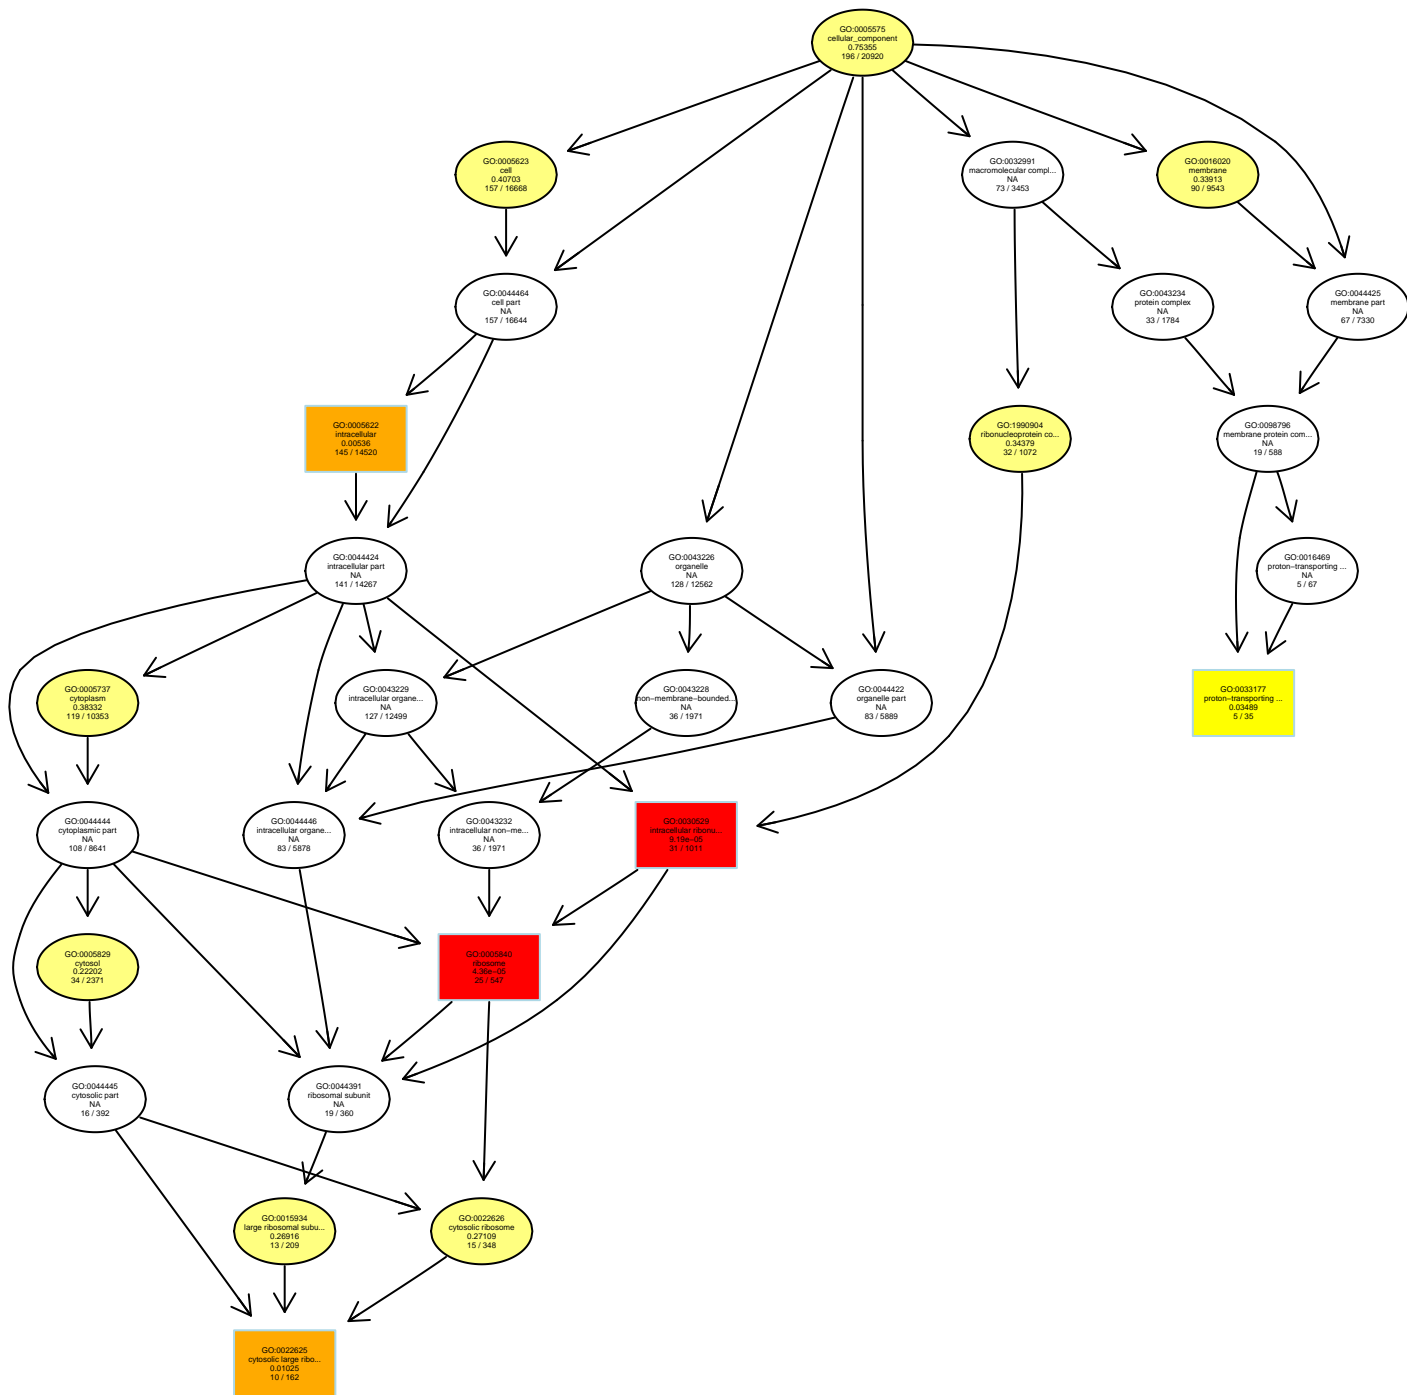 GO:0005575
cellular_component
0.75355
196 / 20920
GO:0005623
cell
0.40703
157 / 16668
GO:0032991
macromolecular compl...
NA
73 / 3453
GO:0016020
membrane
0.33913
90 / 9543
GO:0044464
cell part
NA
157 / 16644
GO:0043234
protein complex
NA
33 / 1784
GO:0044425
membrane part
NA
67 / 7330
GO:0005622
intracellular
0.00536
145 / 14520
GO:1990904
ribonucleoprotein co...
0.34379
32 / 1072
GO:0098796
membrane protein com...
NA
19 / 588
GO:0044424
intracellular part
NA
141 / 14267
GO:0043226
organelle
NA
128 / 12562
GO:0016469
proton−transporting ...
NA
5 / 67
GO:0005737
cytoplasm
0.38332
119 / 10353
GO:0043229
intracellular organe...
NA
127 / 12499
GO:0043228
non−membrane−bounded...
NA
36 / 1971
GO:0044422
organelle part
NA
83 / 5889
GO:0033177
proton−transporting ...
0.03489
5 / 35
GO:0044444
cytoplasmic part
NA
108 / 8641
GO:0044446
intracellular organe...
NA
83 / 5878
GO:0043232
intracellular non−me...
NA
36 / 1971
GO:0030529
intracellular ribonu...
9.19e−05
31 / 1011
GO:0005829
cytosol
0.22202
34 / 2371
GO:0005840
ribosome
4.36e−05
25 / 547
GO:0044445
cytosolic part
NA
16 / 392
GO:0044391
ribosomal subunit
NA
19 / 360
GO:0015934
large ribosomal subu...
0.26916
13 / 209
GO:0022626
cytosolic ribosome
0.27109
15 / 348
GO:0022625
cytosolic large ribo...
0.01025
10 / 162